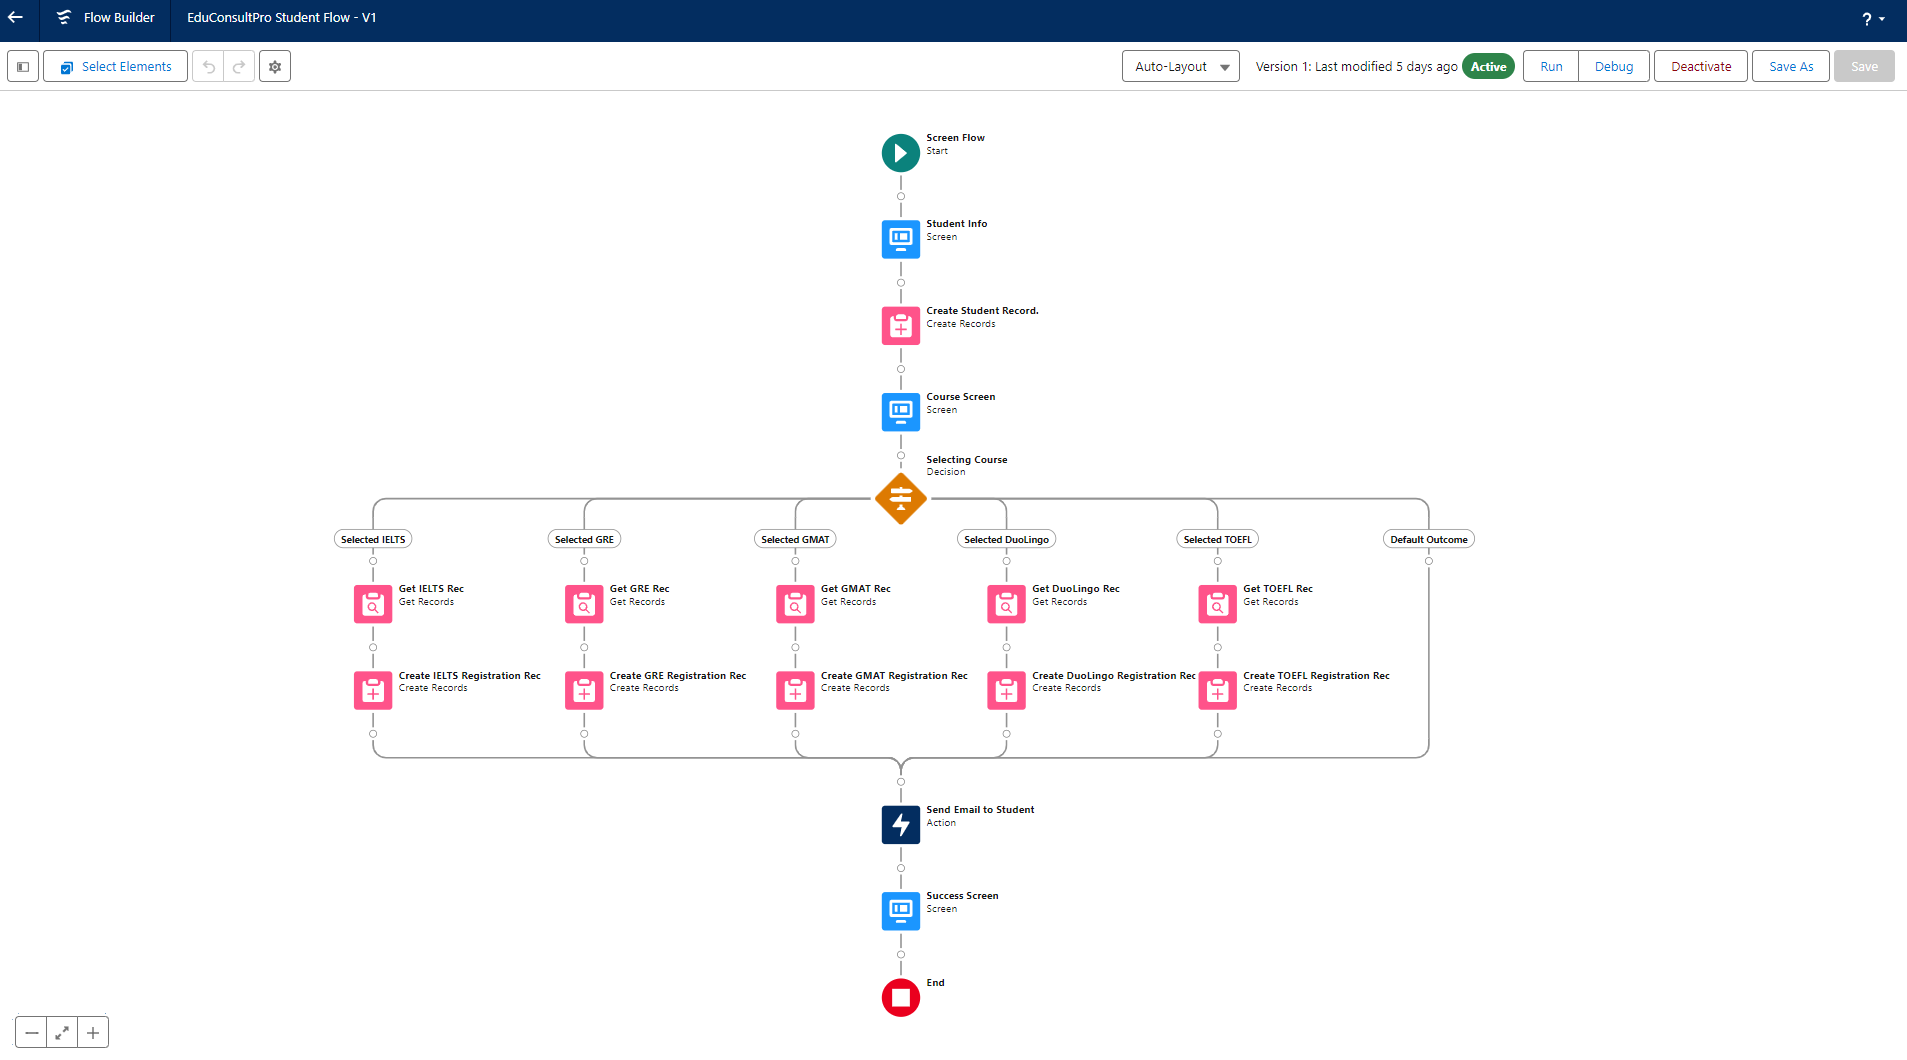 Flow Builder
EduConsultPro Student Flow - V1
?
Select Elements
Auto-Layout
Version 1: Last modified 5 days ago
Active
Run
Debug
Deactivate
Save As
Save
Screen Flow
Start
Student Info
Screen
Create Student Record.
Create Records
Course Screen
Screen
Selecting Course
Decision
Selected IELTS
Selected GRE
Selected GMAT
Selected DuoLingo
Selected TOEFL
Default Outcome
Get IELTS Rec
Get Records
Get GRE Rec
Get Records
Get GMAT Rec
Get Records
Get DuoLingo Rec
Get Records
Get TOEFL Rec
Get Records
Create IELTS Registration Rec
Create Records
Create GRE Registration Rec
Create Records
Create GMAT Registration Rec
Create Records
Create DuoLingo Registration Rec
Create Records
Create TOEFL Registration Rec
Create Records
Send Email to Student
Action
Success Screen
Screen
End